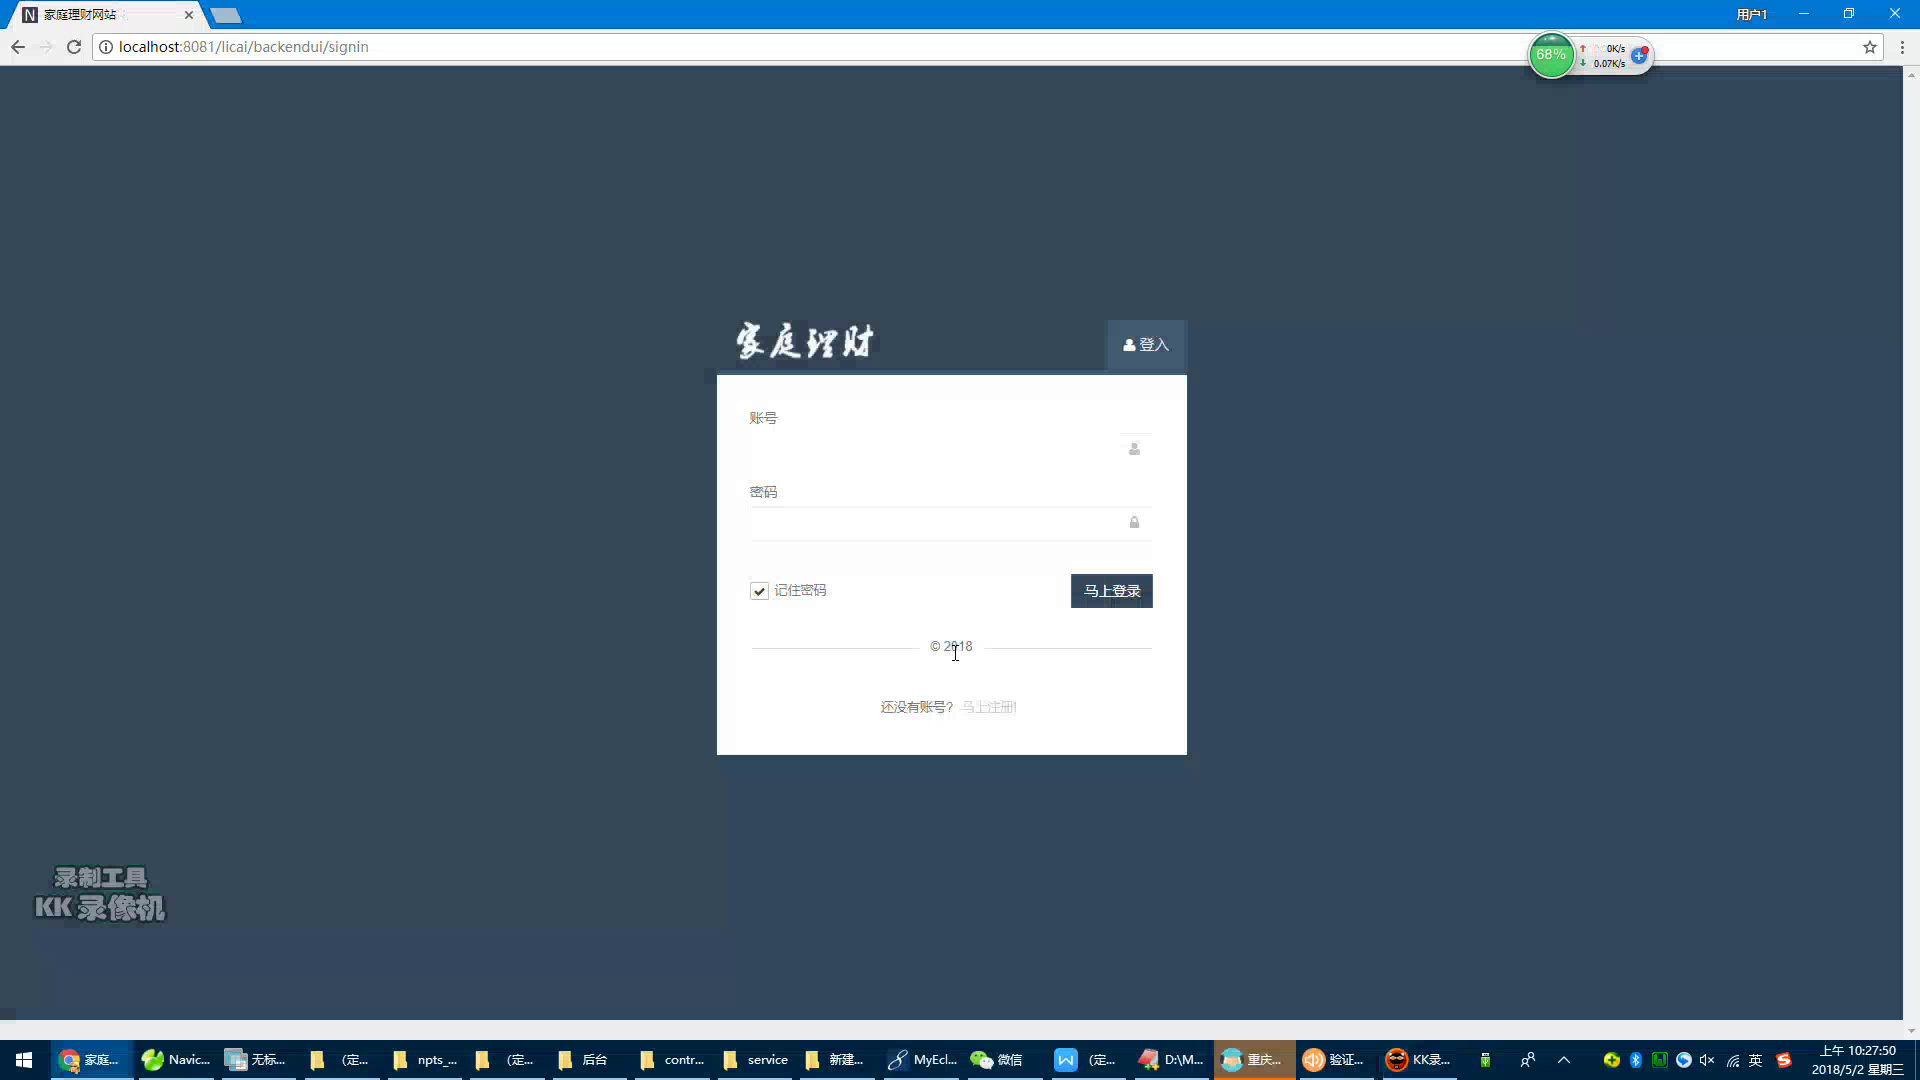 家庭理财网站
用户1
localhost:8081/licai/backendui/signin
68%
0K/s
0.07K/s
家庭理财
登入
账号
密码
记住密码
马上登录
© 2018
还没有账号? 马上注册!
录制工具
KK 录像机
家庭...
Navic...
无标...
(定...
npts_...
(定...
后台
contr...
service
新建...
MyEcl...
微信
(定...
D:\M...
重庆...
验证...
KK录...
英
上午 10:27:50
2018/5/2 星期三